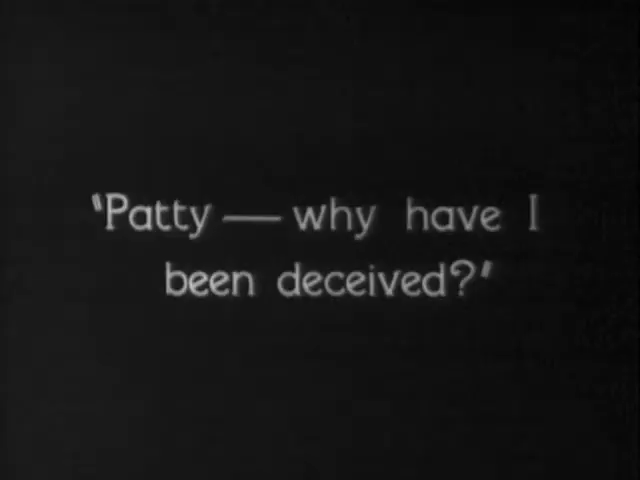 "Patty — why have I
been deceived?"